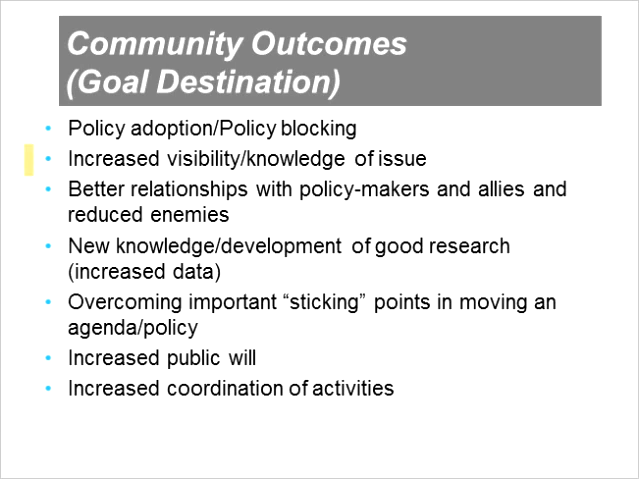 Community Outcomes
(Goal Destination)
• Policy adoption/Policy blocking
• Increased visibility/knowledge of issue
• Better relationships with policy-makers and allies and
reduced enemies
• New knowledge/development of good research
(increased data)
• Overcoming important “sticking” points in moving an
agenda/policy
• Increased public will
• Increased coordination of activities